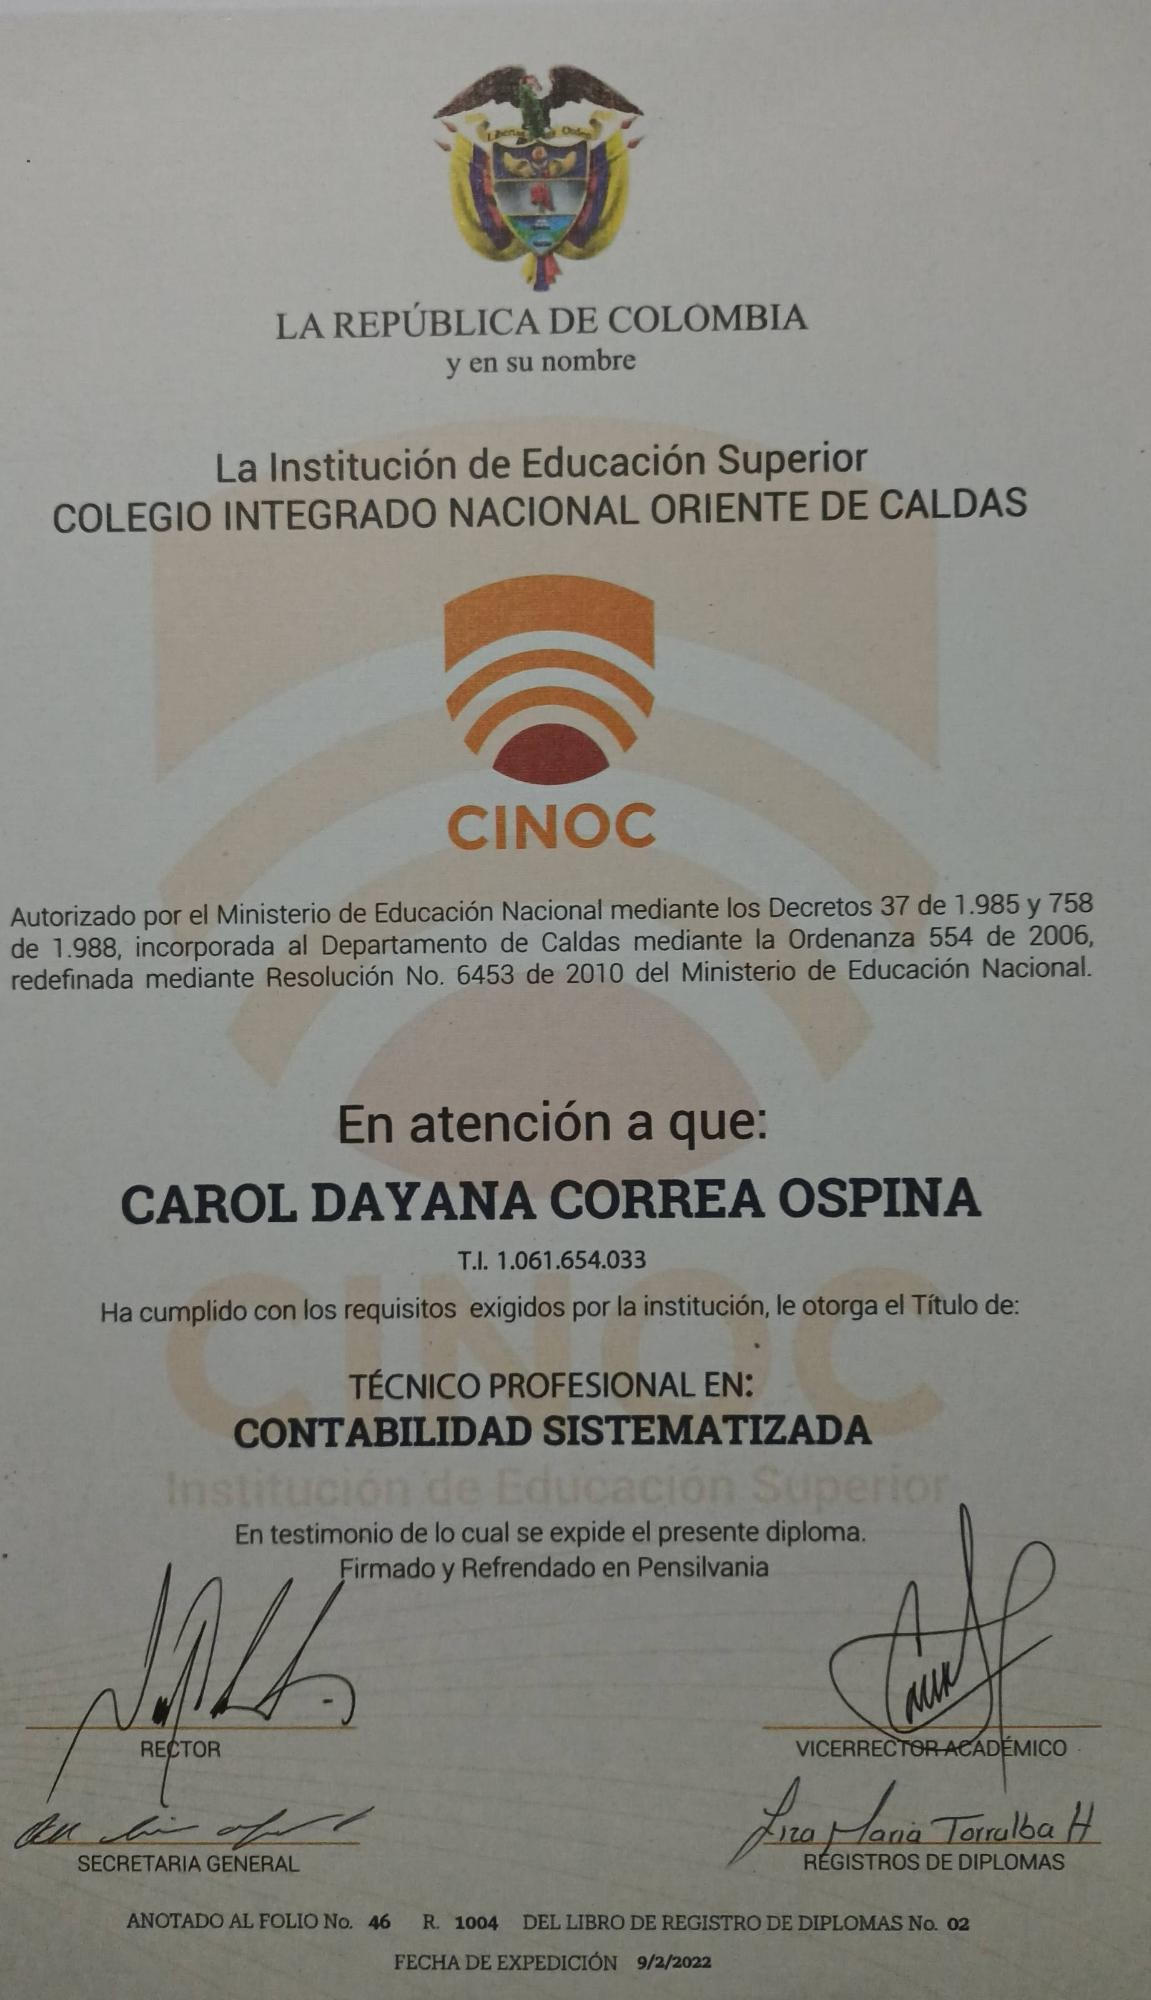 Libertad y Orden
LA REPÚBLICA DE COLOMBIA
y en su nombre
La Institución de Educación Superior
COLEGIO INTEGRADO NACIONAL ORIENTE DE CALDAS
CINOC
Autorizado por el Ministerio de Educación Nacional mediante los Decretos 37 de 1.985 y 758
de 1.988, incorporada al Departamento de Caldas mediante la Ordenanza 554 de 2006,
redefinada mediante Resolución No. 6453 de 2010 del Ministerio de Educación Nacional.
En atención a que:
CAROL DAYANA CORREA OSPINA
T.I. 1.061.654.033
CINOC
Ha cumplido con los requisitos exigidos por la institución, le otorga el Título de:
TÉCNICO PROFESIONAL EN:
CONTABILIDAD SISTEMATIZADA
Institución de Educación Superior
En testimonio de lo cual se expide el presente diploma.
Firmado y Refrendado en Pensilvania
RECTOR
VICERRECTOR ACADÉMICO
Liza Maria Torralba H
SECRETARIA GENERAL
REGISTROS DE DIPLOMAS
ANOTADO AL FOLIO No. 46 R. 1004 DEL LIBRO DE REGISTRO DE DIPLOMAS No. 02
FECHA DE EXPEDICIÓN 9/2/2022